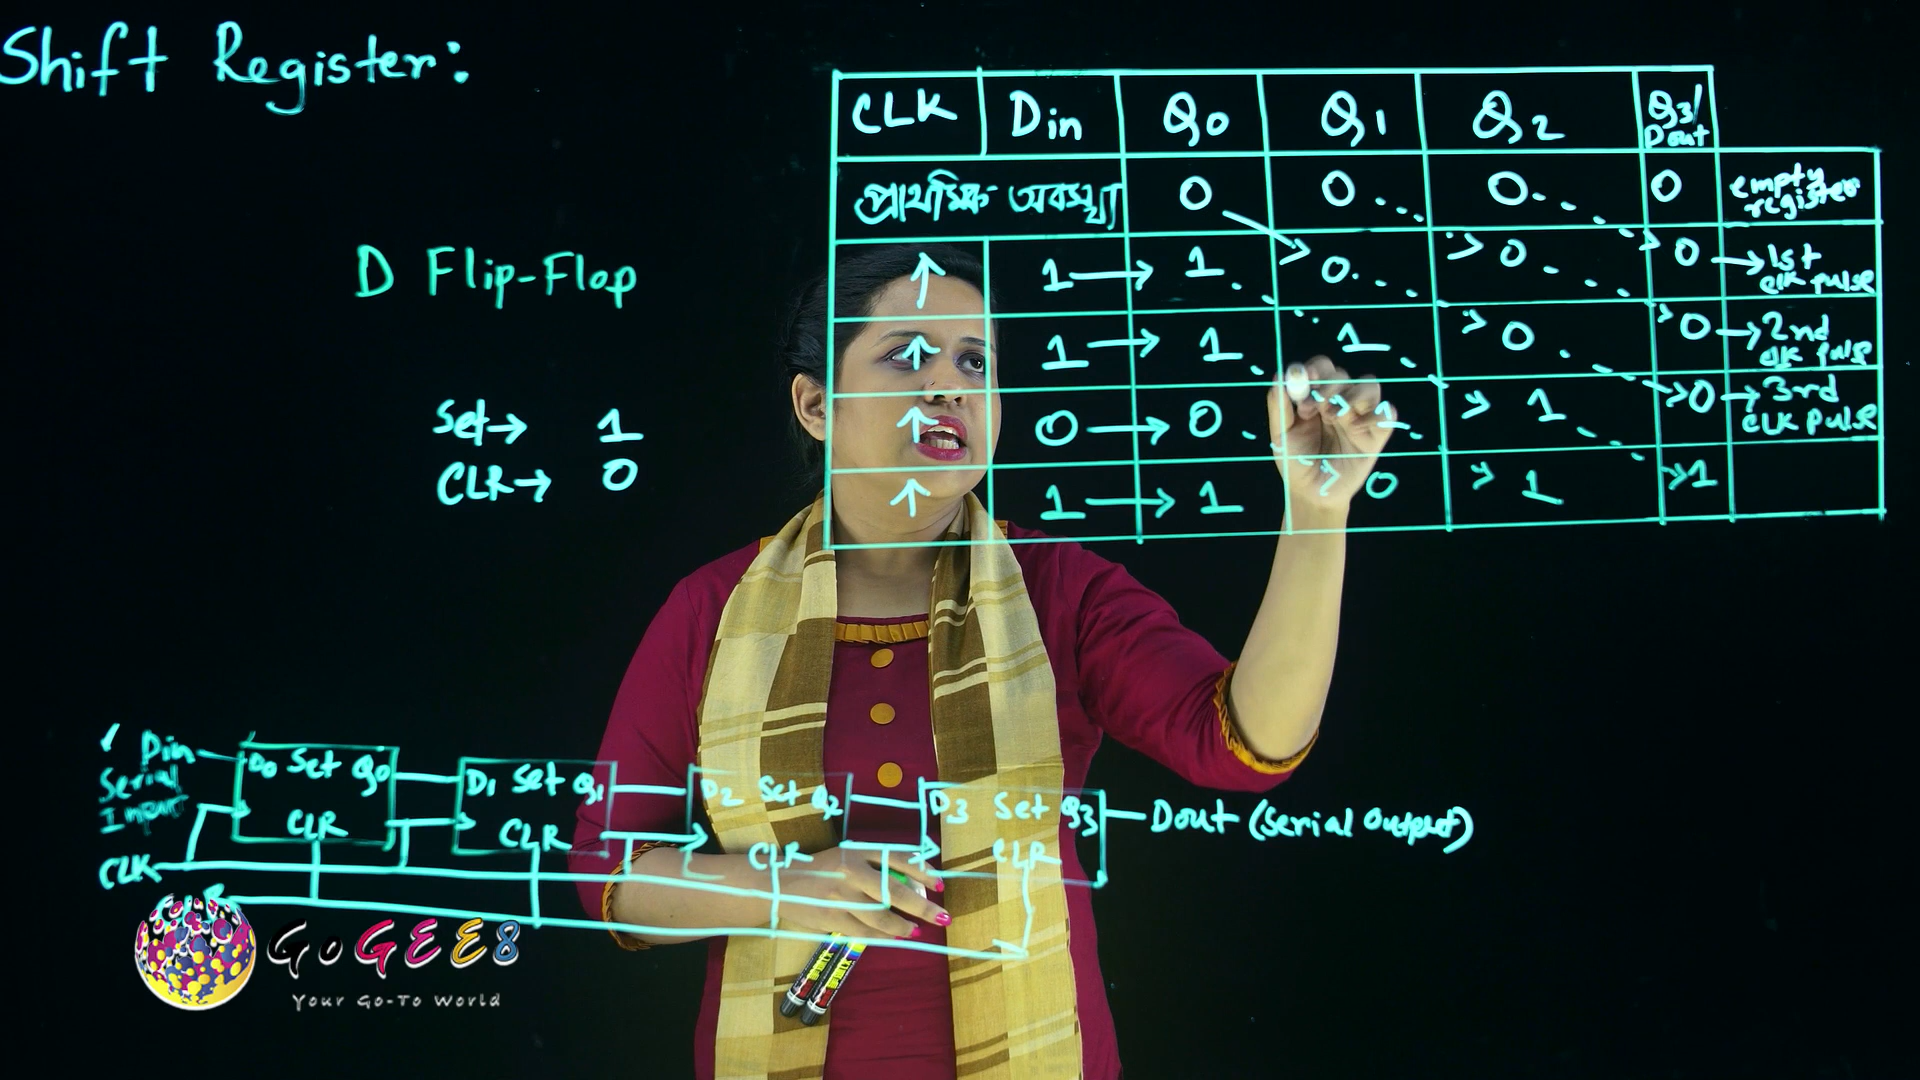 Shift Register:
D Flip-Flop
Set→ 1
CLR→ 0
CLK Din Q0 Q1 Q2 Q3/Dout
প্রাথমিক অবস্থা 0 0 0 0 empty register
↑ 1 → 1 0 0 0 → 1st clk pulse
↑ 1 → 1 1 0 0 → 2nd clk pulse
↑ 0 → 0 1 1 0 → 3rd CLK pulse
↑ 1 → 1 0 1 1
Din
Serial
Input
D0 Set Q0
CLR
D1 Set Q1
CLR
D2 Set Q2
CLR
D3 Set Q3
CLR
Dout (Serial Output)
CLK
CLR
GoGEE8
Your Go-To World